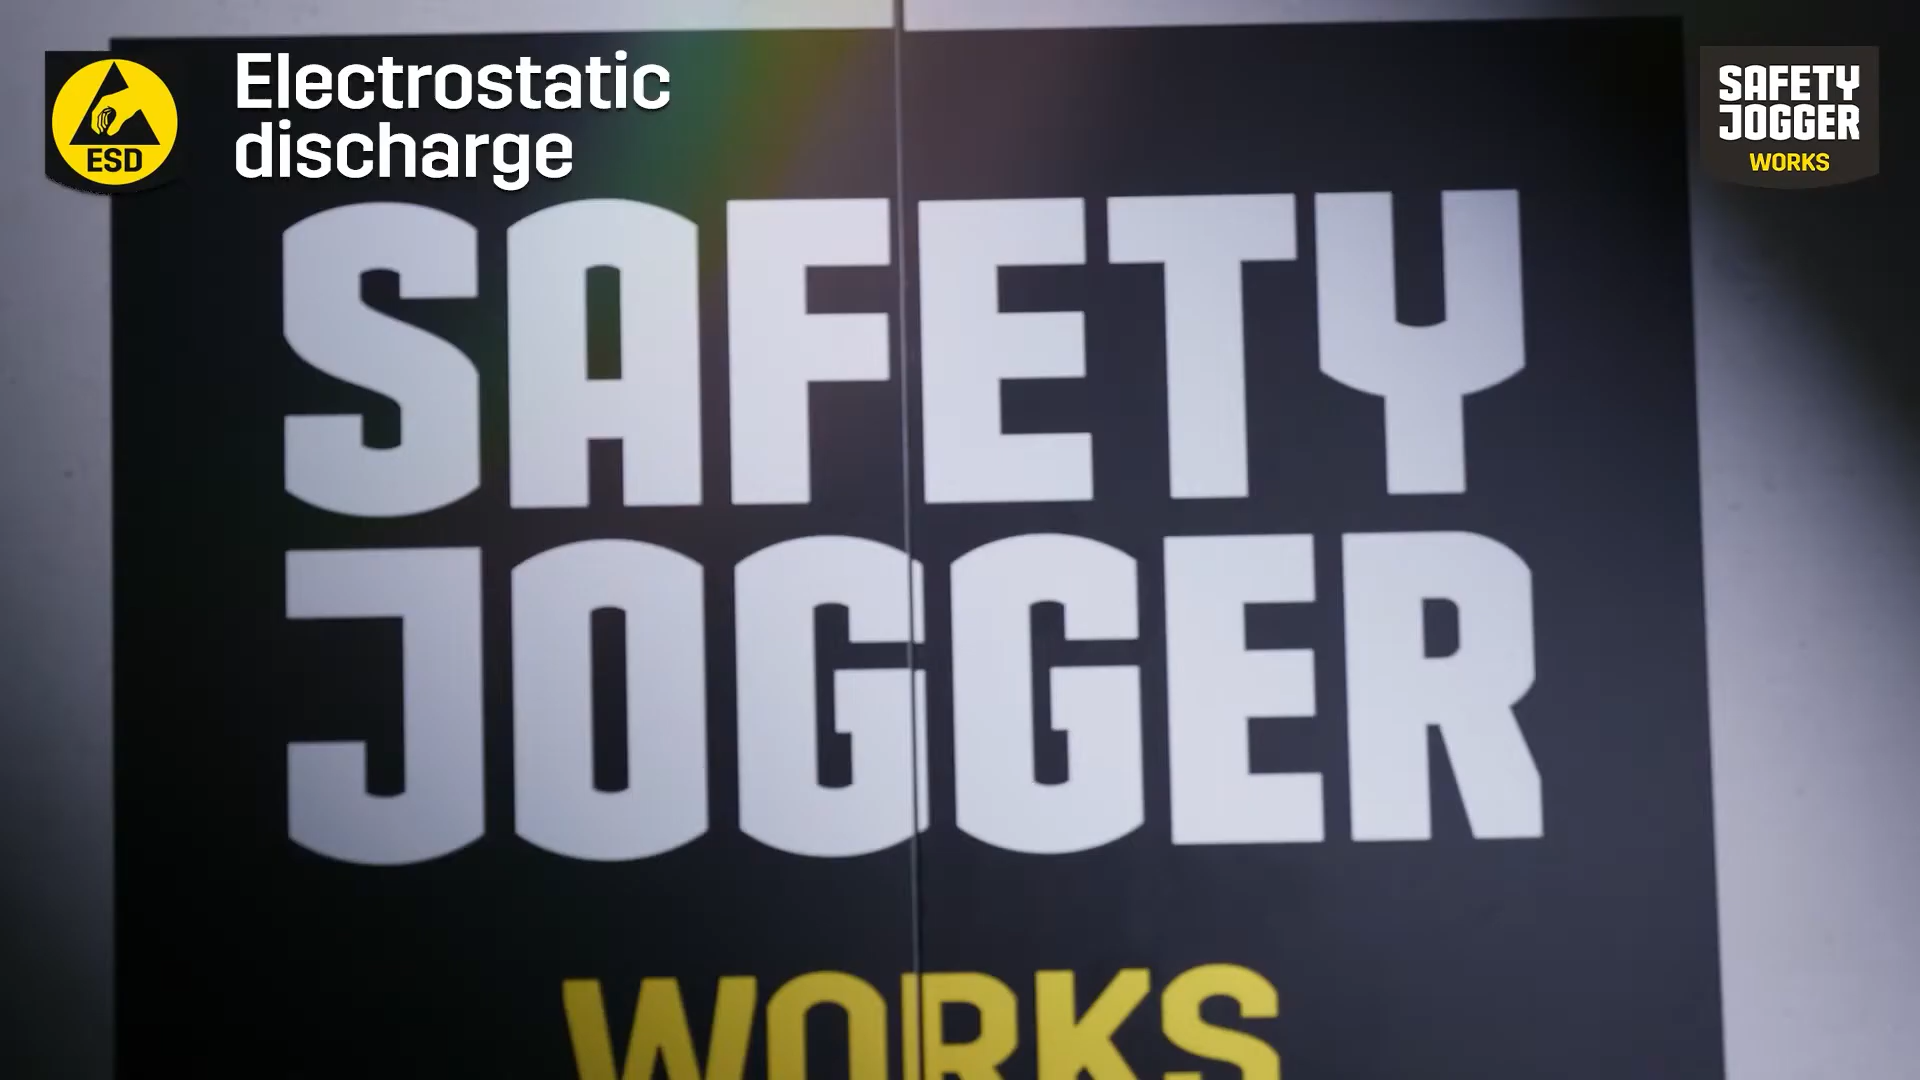 Electrostatic
discharge
ESD
SAFETY
JOGGER
WORKS
SAFETY
JOGGER
WORKS